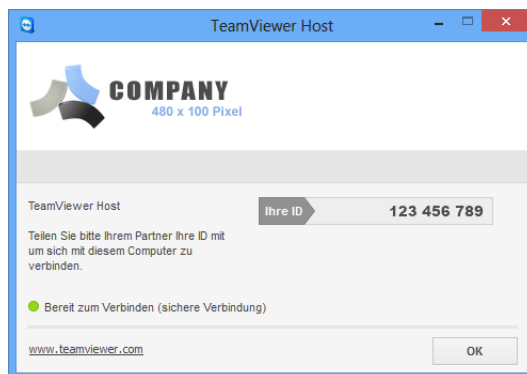 TeamViewer Host
COMPANY
480 x 100 Pixel
TeamViewer Host
Ihre ID
123 456 789
Teilen Sie bitte Ihrem Partner Ihre ID mit
um sich mit diesem Computer zu
verbinden.
Bereit zum Verbinden (sichere Verbindung)
www.teamviewer.com
OK